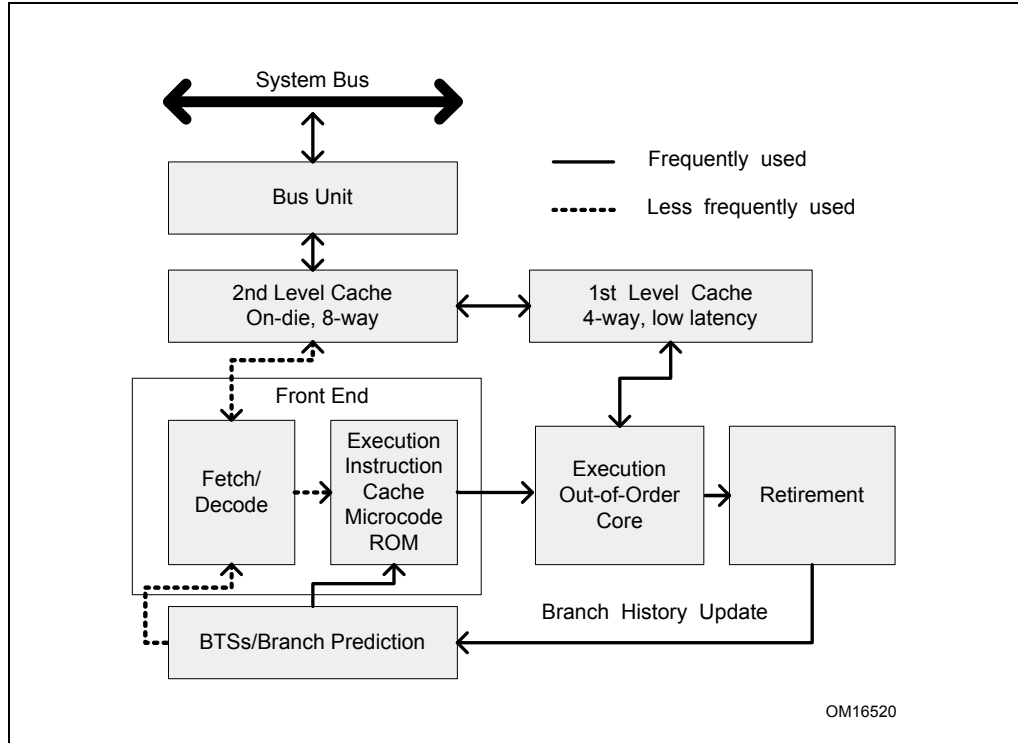 System Bus
Bus Unit
Frequently used
Less frequently used
2nd Level Cache
On-die, 8-way
1st Level Cache
4-way, low latency
Front End
Fetch/
Decode
Execution
Instruction
Cache
Microcode
ROM
Execution
Out-of-Order
Core
Retirement
Branch History Update
BTSs/Branch Prediction
OM16520